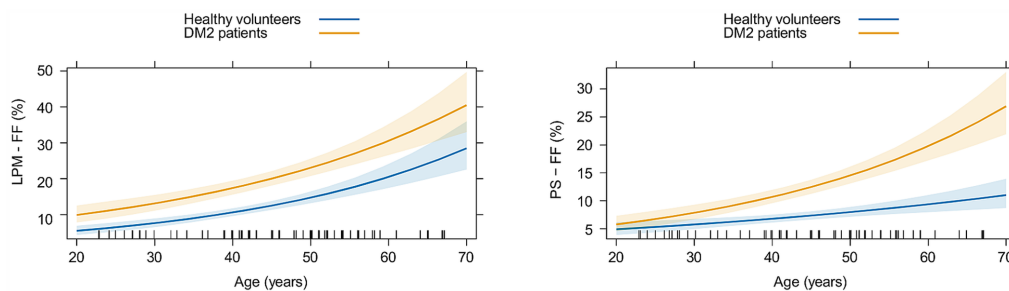 Healthy volunteers
DM2 patients
LPM - FF (%)
50
40
30
20
10
20 30 40 50 60 70
Age (years)
Healthy volunteers
DM2 patients
PS – FF (%)
30
25
20
15
10
5
20 30 40 50 60 70
Age (years)